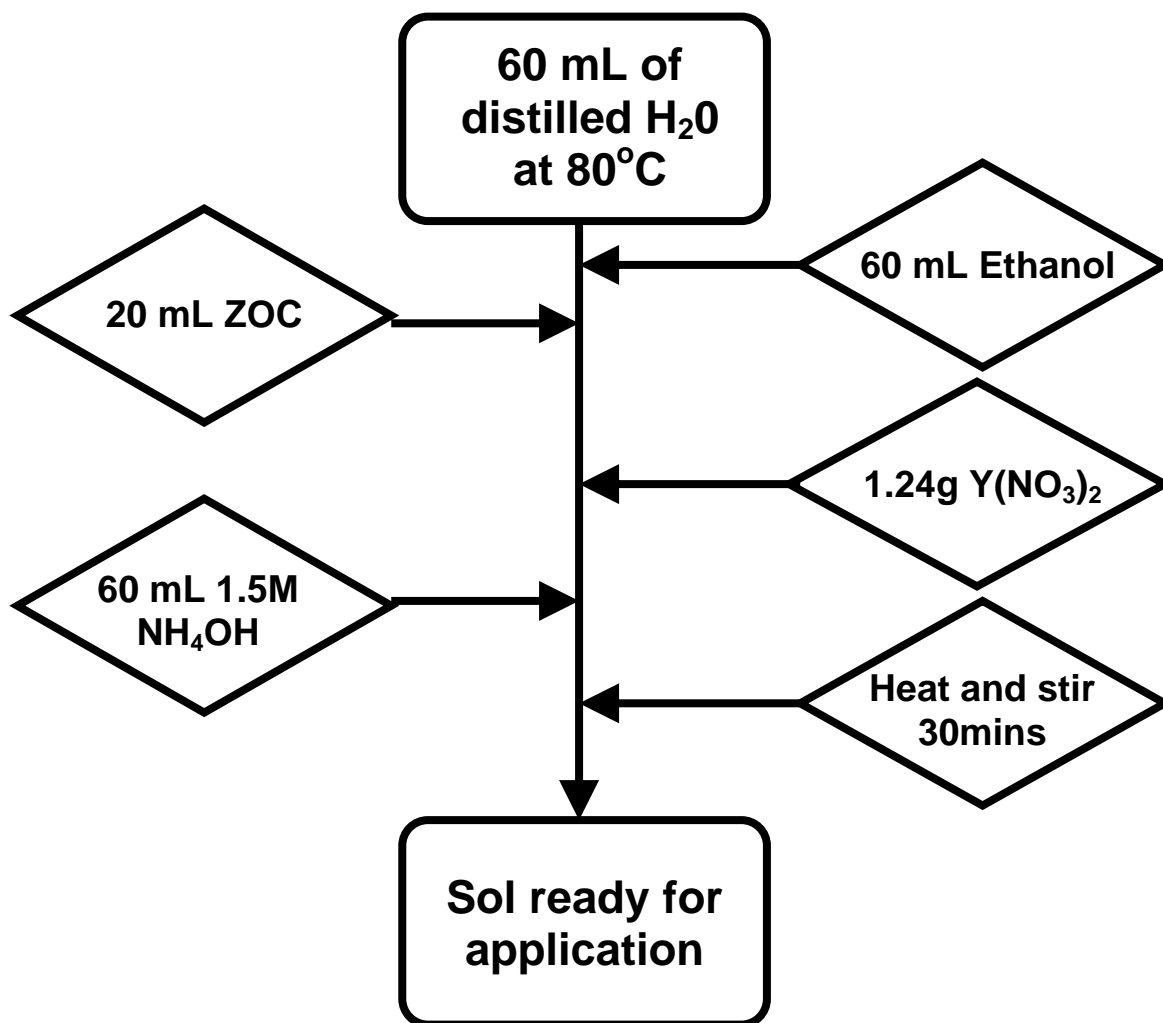 60 mL of
distilled H₂0
at 80°C
60 mL Ethanol
20 mL ZOC
1.24g Y(NO₃)₂
60 mL 1.5M
NH₄OH
Heat and stir
30mins
Sol ready for
application